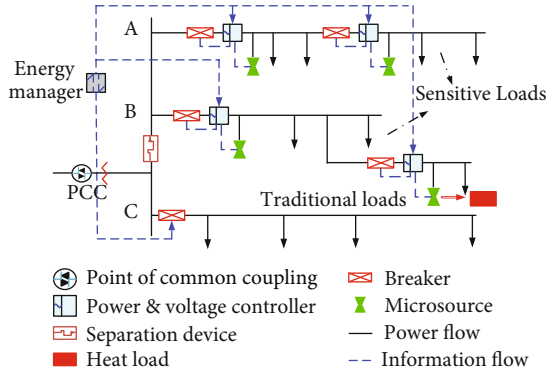 A
Energy
manager
B
Sensitive Loads
PCC
Traditional loads
C
Point of common coupling
Breaker
Power & voltage controller
Microsource
Separation device
Power flow
Heat load
Information flow